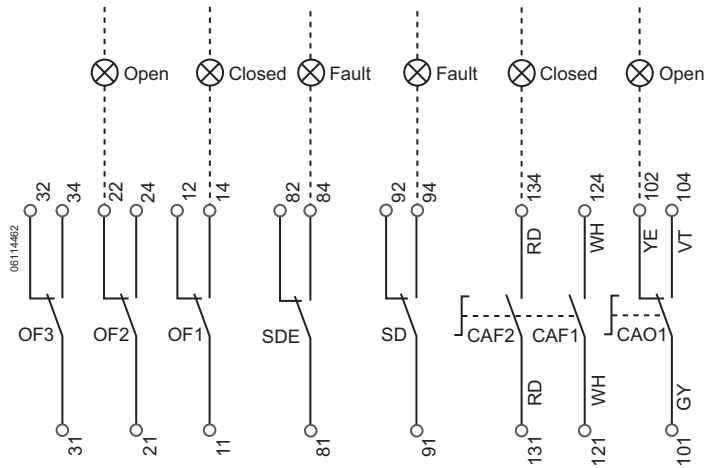 Open Closed Fault Fault Closed Open
32 34 22 24 12 14 82 84 92 94 134 124 102 104
06114462
RD WH YE VT
OF3 OF2 OF1 SDE SD CAF2 CAF1 CAO1
RD WH GY
31 21 11 81 91 131 121 101